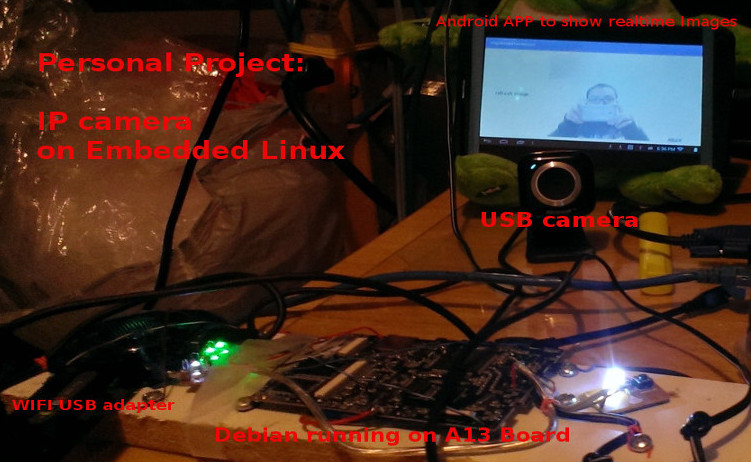 Android APP to show realtime Images
Personal Project:
IP camera
on Embedded Linux
USB camera
WIFI USB adapter
Debian running on A13 Board